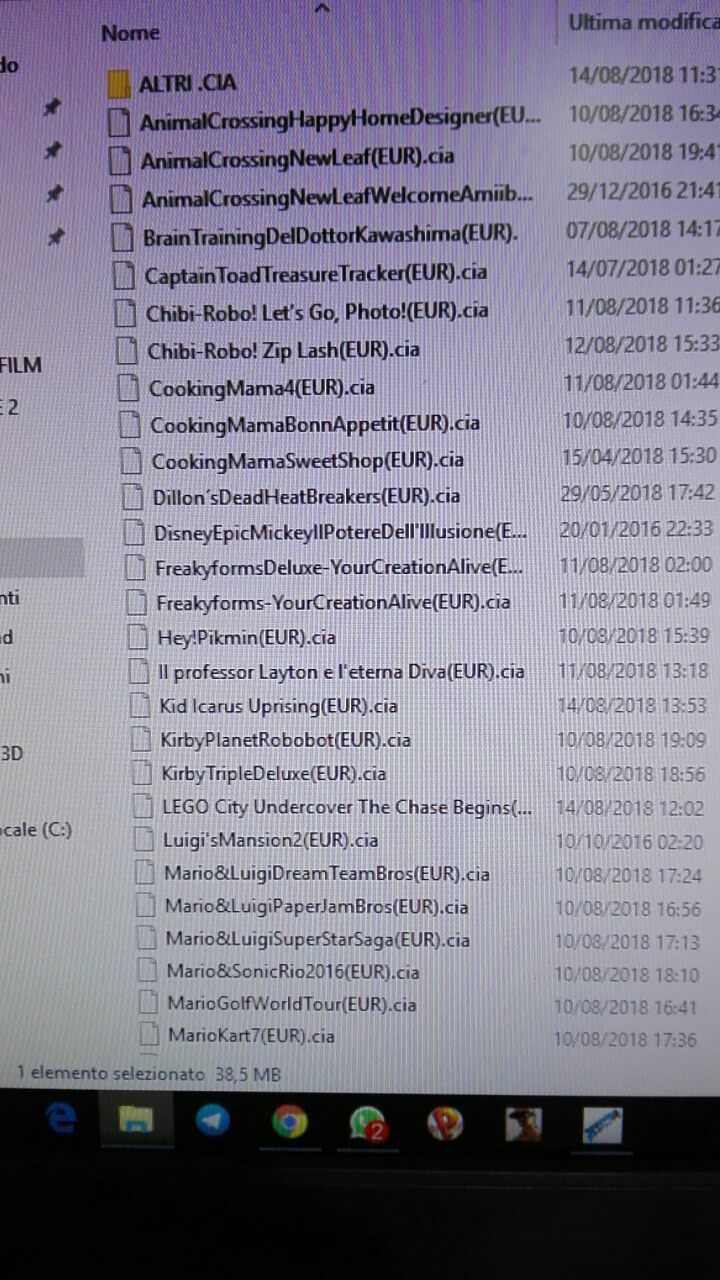 Nome Ultima modifica
do
ALTRI .CIA 14/08/2018 11:31
AnimalCrossingHappyHomeDesigner(EU... 10/08/2018 16:34
AnimalCrossingNewLeaf(EUR).cia 10/08/2018 19:41
AnimalCrossingNewLeafWelcomeAmiib... 29/12/2016 21:41
BrainTrainingDelDottorKawashima(EUR). 07/08/2018 14:17
CaptainToadTreasureTracker(EUR).cia 14/07/2018 01:27
Chibi-Robo! Let's Go, Photo!(EUR).cia 11/08/2018 11:36
Chibi-Robo! Zip Lash(EUR).cia 12/08/2018 15:33
FILM
CookingMama4(EUR).cia 11/08/2018 01:44
E 2
CookingMamaBonnAppetit(EUR).cia 10/08/2018 14:35
CookingMamaSweetShop(EUR).cia 15/04/2018 15:30
Dillon´sDeadHeatBreakers(EUR).cia 29/05/2018 17:42
DisneyEpicMickeyIlPotereDell'Illusione(E... 20/01/2016 22:33
FreakyformsDeluxe-YourCreationAlive(E... 11/08/2018 02:00
nti
Freakyforms-YourCreationAlive(EUR).cia 11/08/2018 01:49
d
Hey!Pikmin(EUR).cia 10/08/2018 15:39
ni
Il professor Layton e l'eterna Diva(EUR).cia 11/08/2018 13:18
Kid Icarus Uprising(EUR).cia 14/08/2018 13:53
3D
KirbyPlanetRobobot(EUR).cia 10/08/2018 19:09
KirbyTripleDeluxe(EUR).cia 10/08/2018 18:56
LEGO City Undercover The Chase Begins(... 14/08/2018 12:02
ocale (C:)
Luigi'sMansion2(EUR).cia 10/10/2016 02:20
Mario&LuigiDreamTeamBros(EUR).cia 10/08/2018 17:24
Mario&LuigiPaperJamBros(EUR).cia 10/08/2018 16:56
Mario&LuigiSuperStarSaga(EUR).cia 10/08/2018 17:13
Mario&SonicRio2016(EUR).cia 10/08/2018 18:10
MarioGolfWorldTour(EUR).cia 10/08/2018 16:41
MarioKart7(EUR).cia 10/08/2018 17:36
1 elemento selezionato 38,5 MB
2